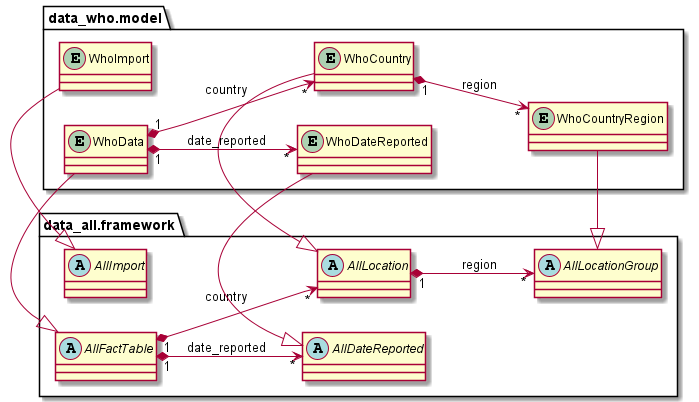 data_who.model
E WhoImport
E WhoCountry
country
1
*
1
region
*
E WhoCountryRegion
E WhoData
1
date_reported
*
E WhoDateReported
data_all.framework
A AllImport
A AllLocation
1
region
*
A AllLocationGroup
country
*
A AllFactTable
1
1
date_reported
*
A AllDateReported